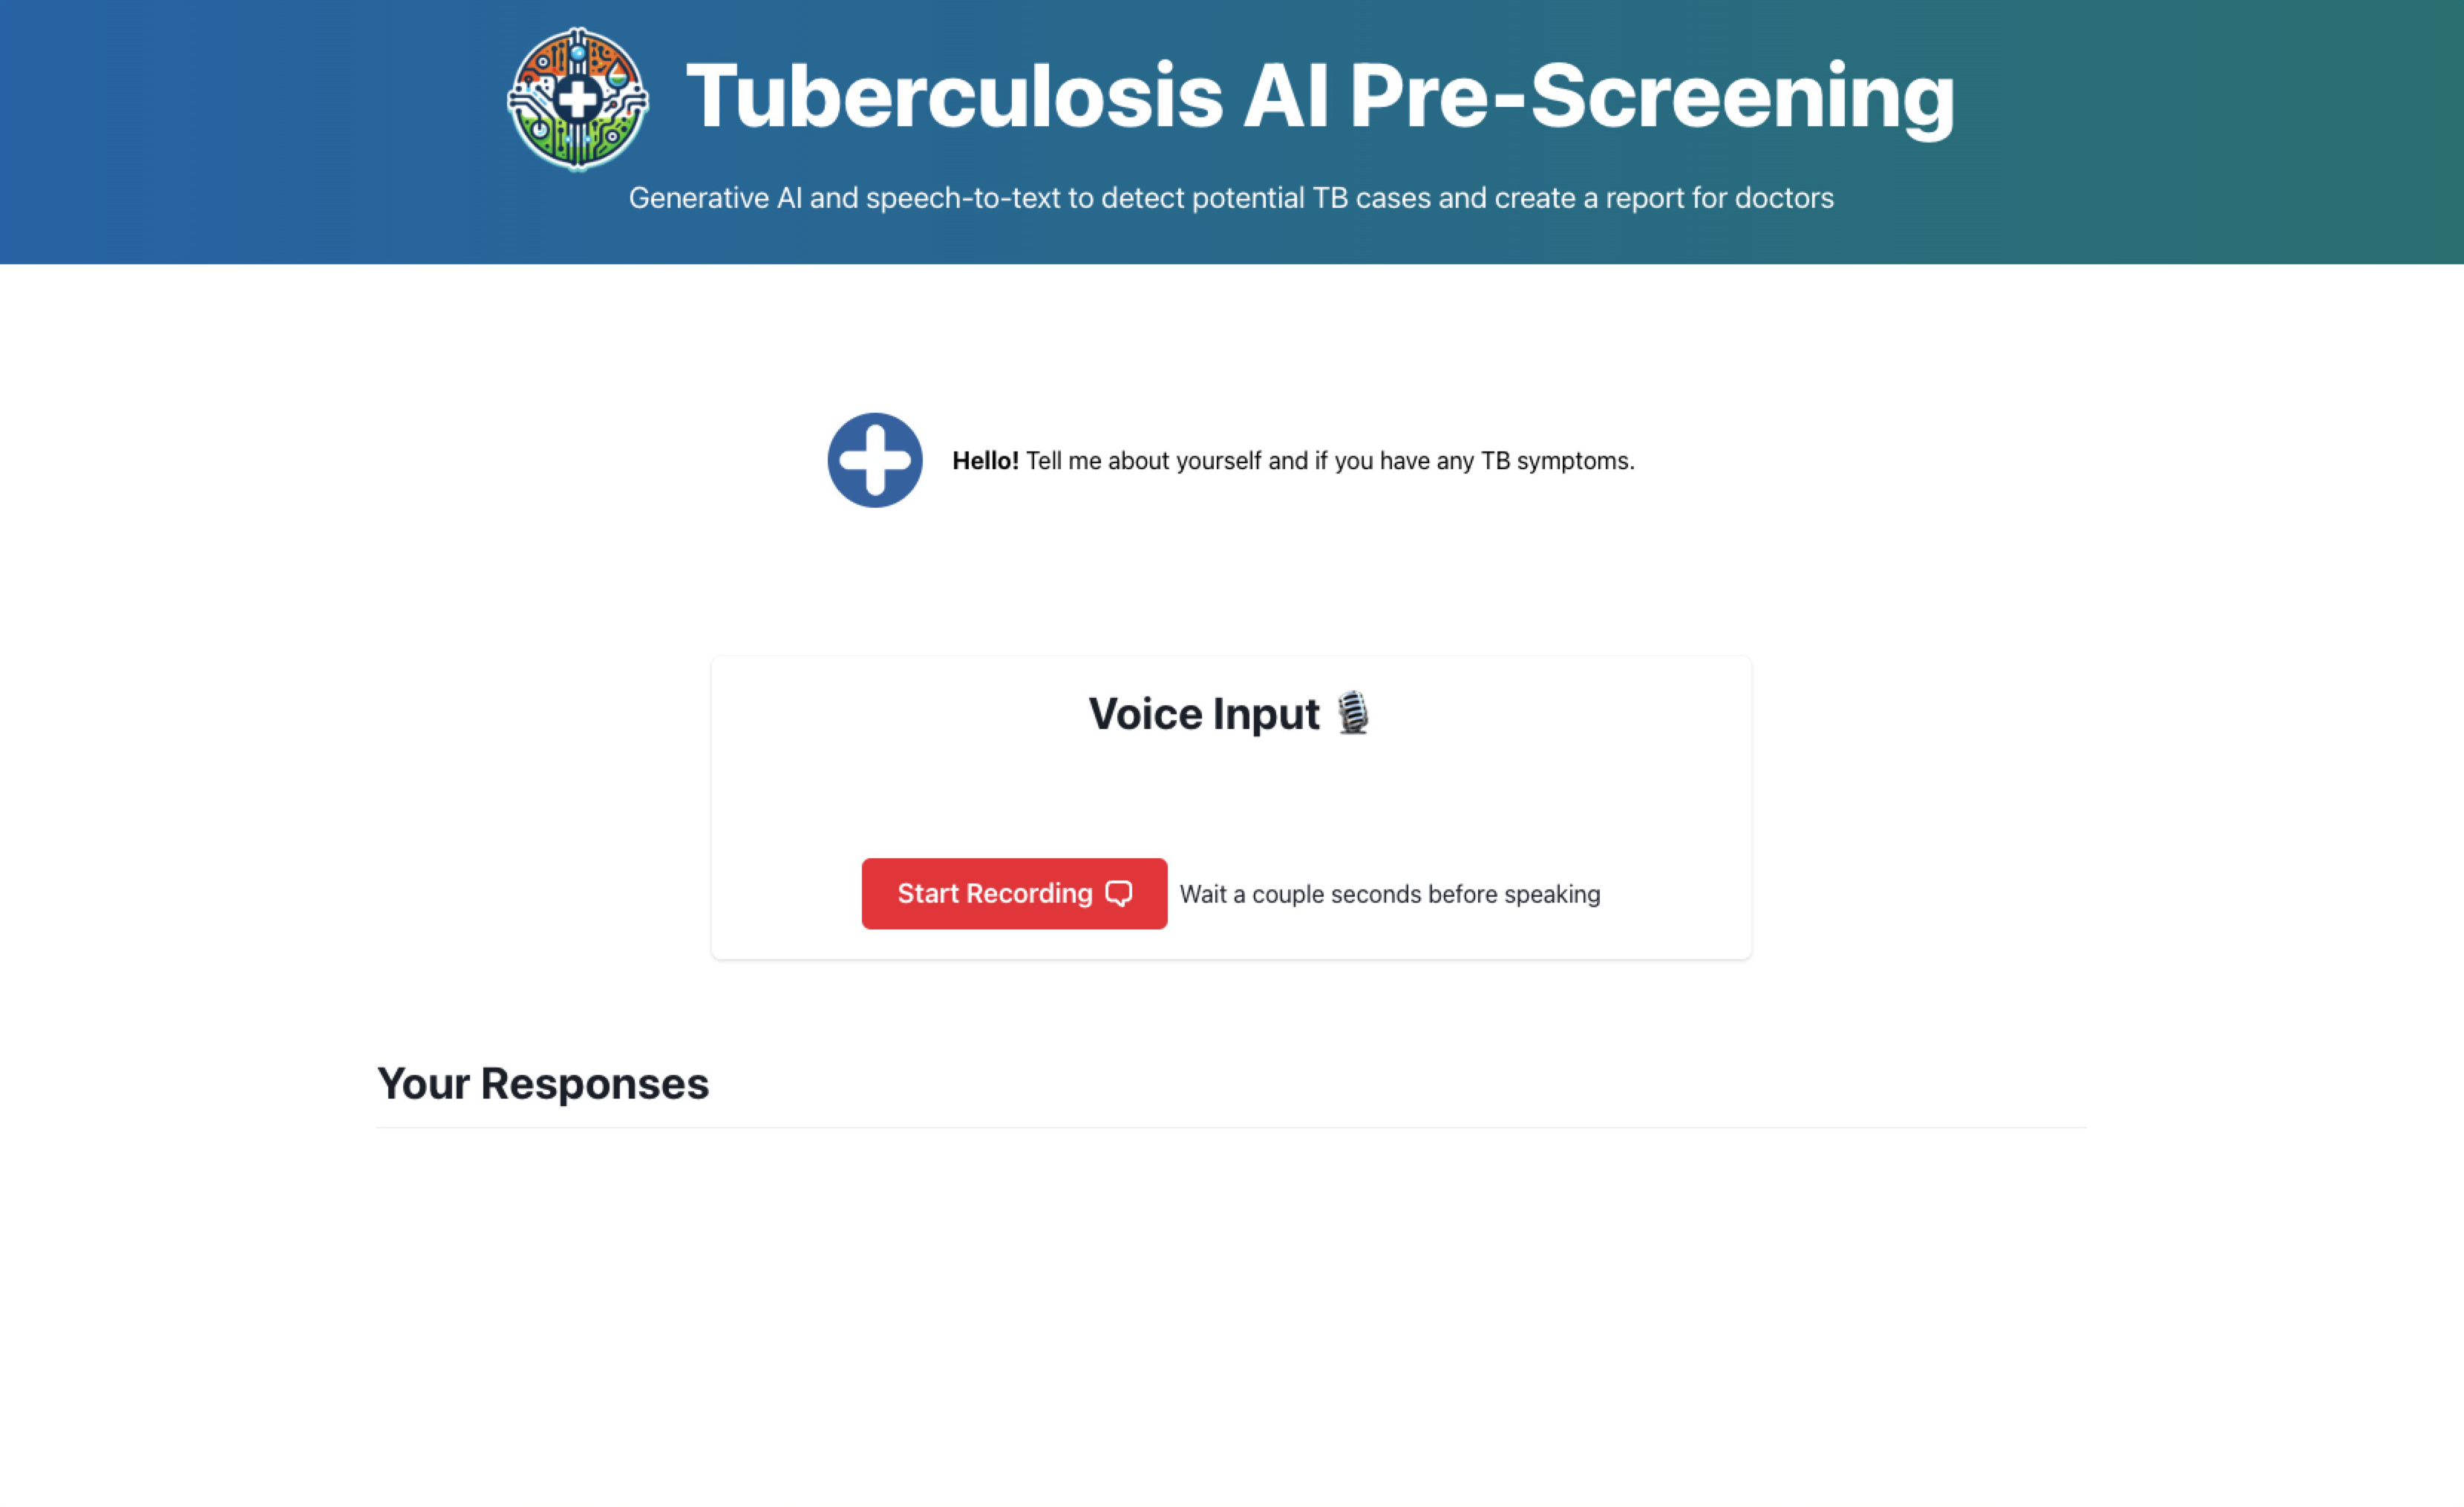 Tuberculosis AI Pre-Screening
Generative AI and speech-to-text to detect potential TB cases and create a report for doctors
Hello! Tell me about yourself and if you have any TB symptoms.
Voice Input
Start Recording
Wait a couple seconds before speaking
Your Responses